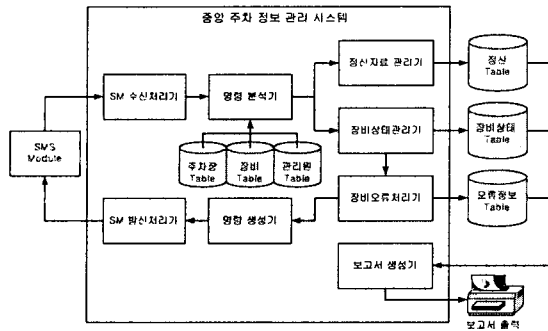 중앙 주차 정보 관리 시스템
SMS
Module
SM 수신처리기
명령 분석기
정산자료 관리기
정산
Table
주차장
Table
장비
Table
관리원
Table
장비상태관리기
장비상태
Table
SM 발신처리기
명령 생성기
장비오류처리기
오류정보
Table
보고서 생성기
보고서 출력